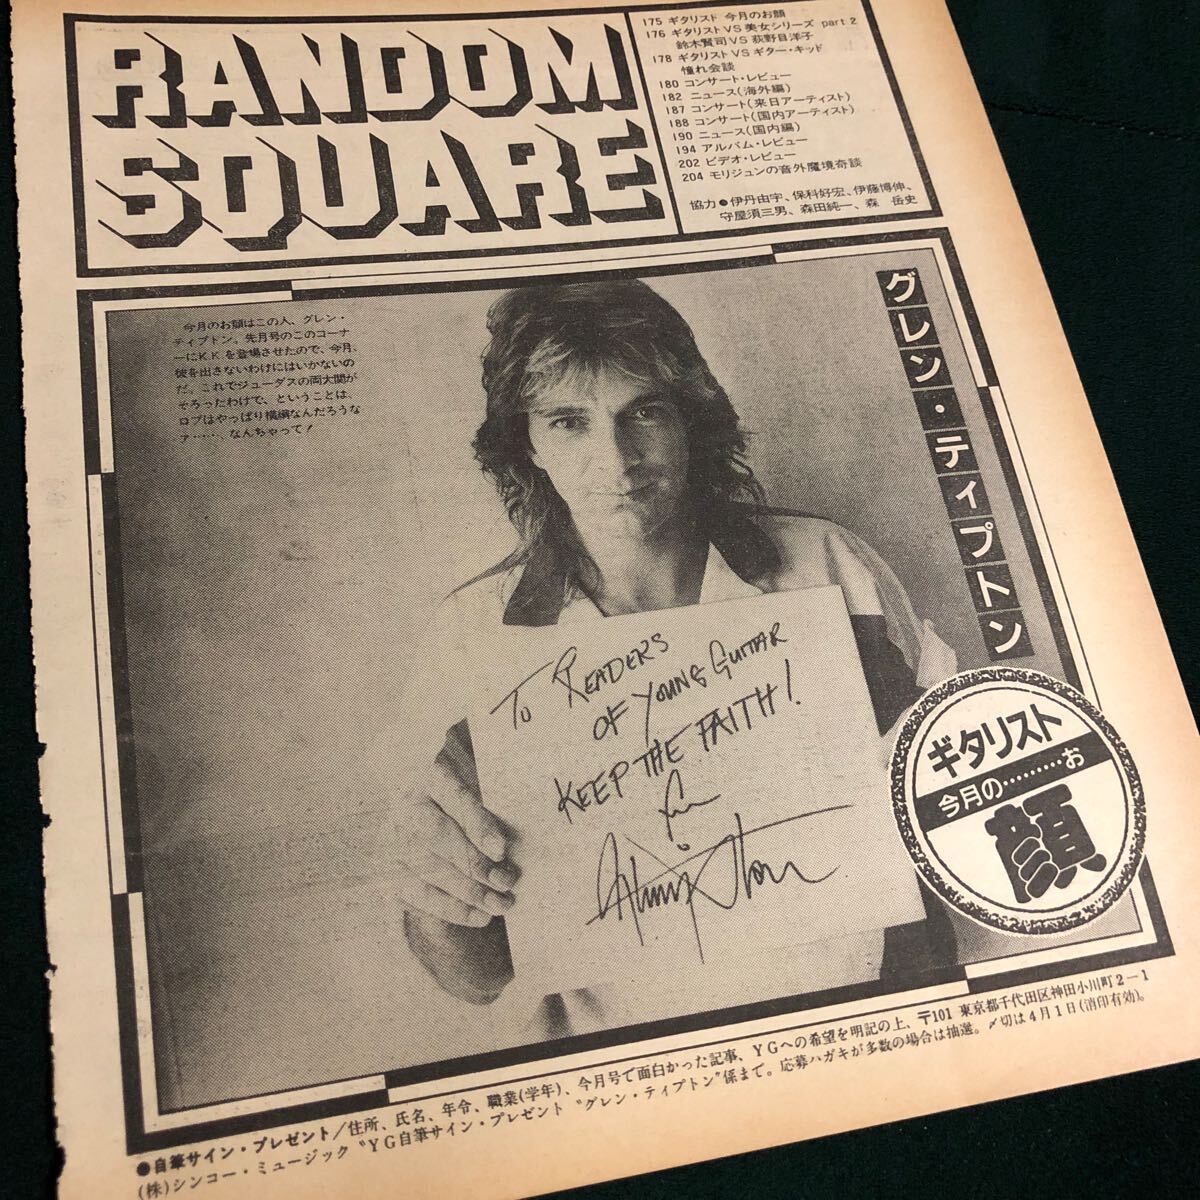 RANDOM
SQUARE
175 ギタリスト 今月のお顔
176 ギタリストVS美女シリーズ part 2
鈴木賢司VS荻野目洋子
178 ギタリストVSギター・キッド
憧れ会談
180 コンサート・レビュー
182 ニュース(海外編)
187 コンサート(来日アーティスト)
188 コンサート(国内アーティスト)
190 ニュース(国内編)
194 アルバム・レビュー
202 ビデオ・レビュー
204 モリジュンの音外魔境奇談
協力●伊丹由宇、保科好宏、伊藤博伸、
守屋須三男、森田純一、森 岳史
今月のお顔はこの人、グレン・
ティプトン。先月号のこのコーナ
ーにK.K.を登場させたので、今月、
彼を出さないわけにはいかないの
だ。これでジューダスの両大関が
そろったわけで、ということは、
ロブはやっぱり横綱なんだろうな
ァ……、なんちゃって!
グレン・ティプトン
TO READERS
OF YOUNG GUITAR
KEEP THE FAITH!
ギタリスト
今月の………お
顔
●自筆サイン・プレゼント/住所、氏名、年令、職業(学年)、今月号で面白かった記事、YGへの希望を明記の上、〒101 東京都千代田区神田小川町2-1
(株)シンコー・ミュージック〝YG自筆サイン・プレゼント〝グレン・ティプトン〟係まで。応募ハガキが多数の場合は抽選。〆切は4月1日(消印有効)。